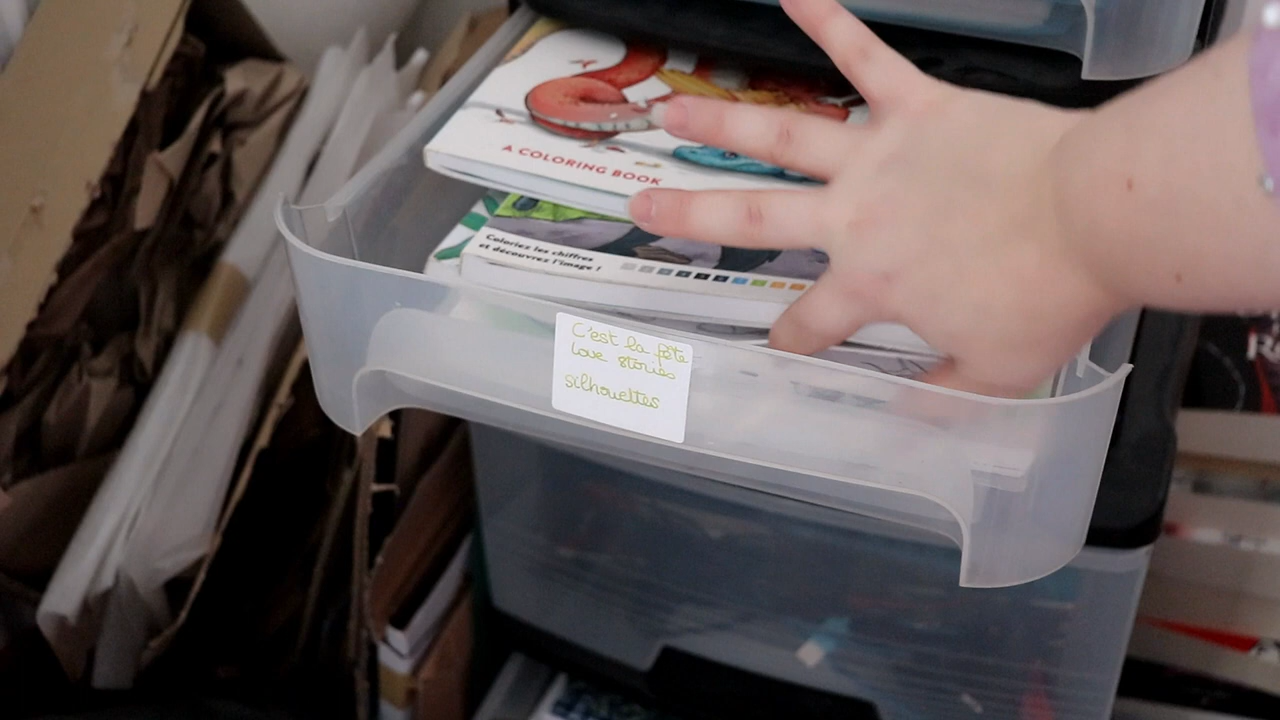 A COLORING BOOK
Coloriez les chiffres
et découvrez l'image !
C'est la fête
love stories
silhouettes